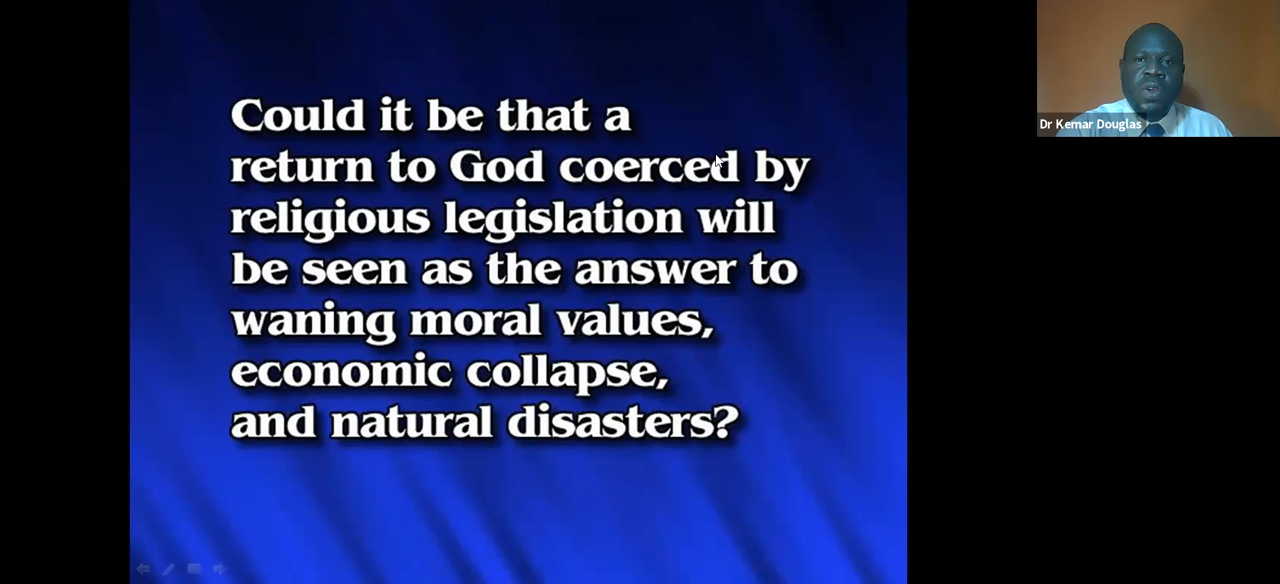 Could it be that a
return to God coerced by
religious legislation will
be seen as the answer to
waning moral values,
economic collapse,
and natural disasters?
Dr Kemar Douglas